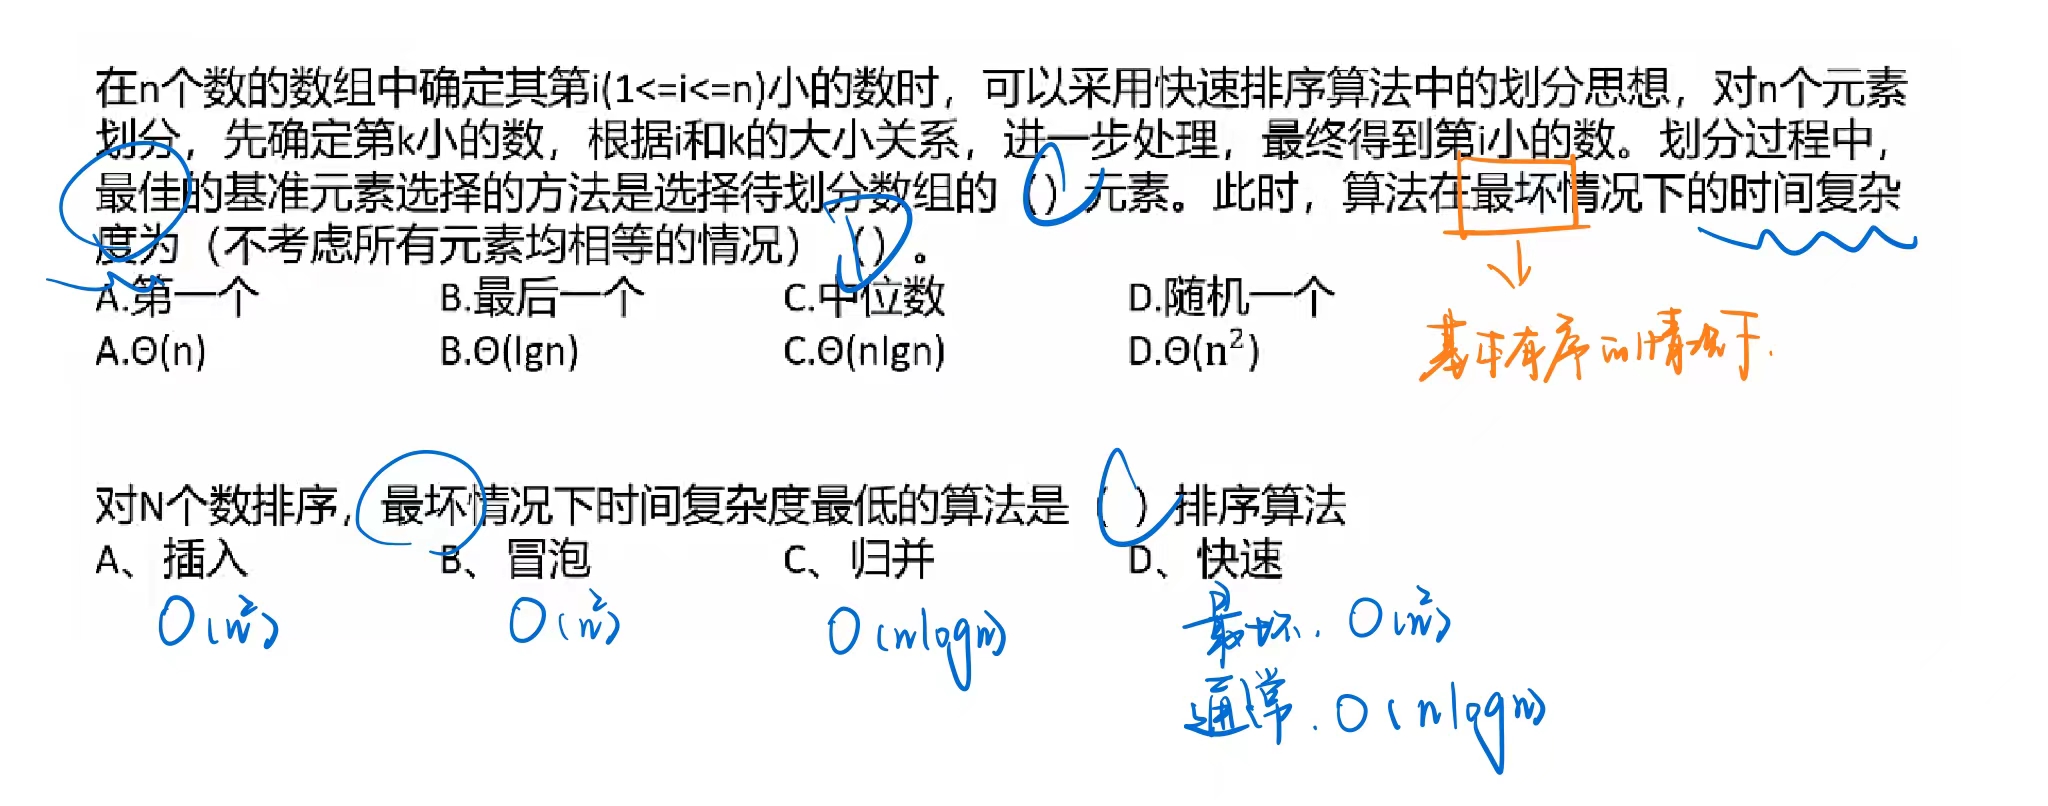 在n个数的数组中确定其第i(1<=i<=n)小的数时，可以采用快速排序算法中的划分思想，对n个元素
划分，先确定第k小的数，根据i和k的大小关系，进一步处理，最终得到第i小的数。划分过程中，
最佳的基准元素选择的方法是选择待划分数组的（）元素。此时，算法在最坏情况下的时间复杂
度为（不考虑所有元素均相等的情况）（）。
A.第一个 B.最后一个 C.中位数 D.随机一个
A.Θ(n) B.Θ(lgn) C.Θ(nlgn) D.Θ(n²)
基本有序的情况下.
对N个数排序，最坏情况下时间复杂度最低的算法是（ ）排序算法
A、插入 B、冒泡 C、归并 D、快速
O(n²) O(n²) O(nlogn) 最坏. O(n²)
通常. O(nlogn)